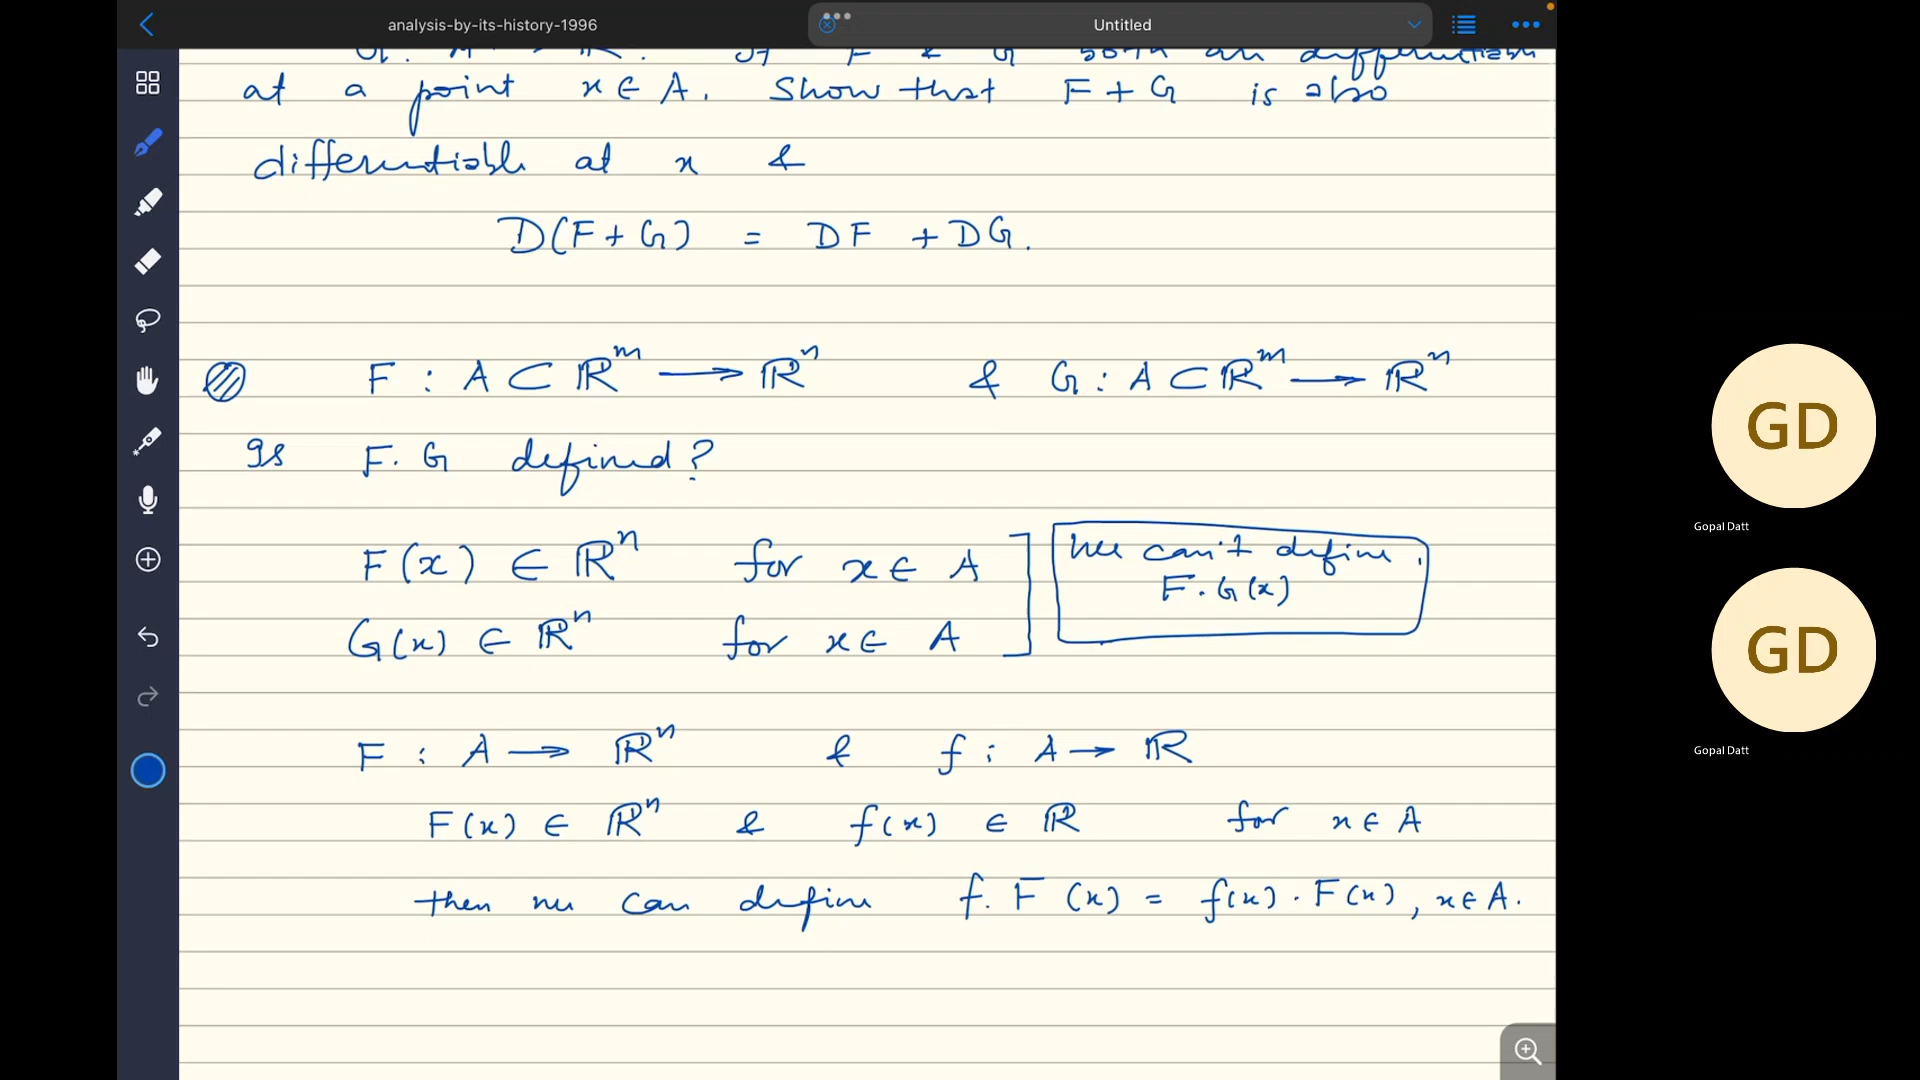 analysis-by-its-history-1996
Untitled
at a point x ∈ A. Show that F + G is also
differentiable at x &
D(F+G) = DF + DG.
F : A ⊂ ℝ^m → ℝ^n & G : A ⊂ ℝ^m → ℝ^n
Is F. G defined?
F(x) ∈ ℝ^n for x ∈ A
we can't define.
F. G(x)
G(x) ∈ ℝ^n for x ∈ A
F : A → ℝ^n & f : A → ℝ
F(x) ∈ ℝ^n & f(x) ∈ ℝ for x ∈ A
then we can define f. F (x) = f(x) . F(x), x ∈ A.
GD
Gopal Datt
GD
Gopal Datt